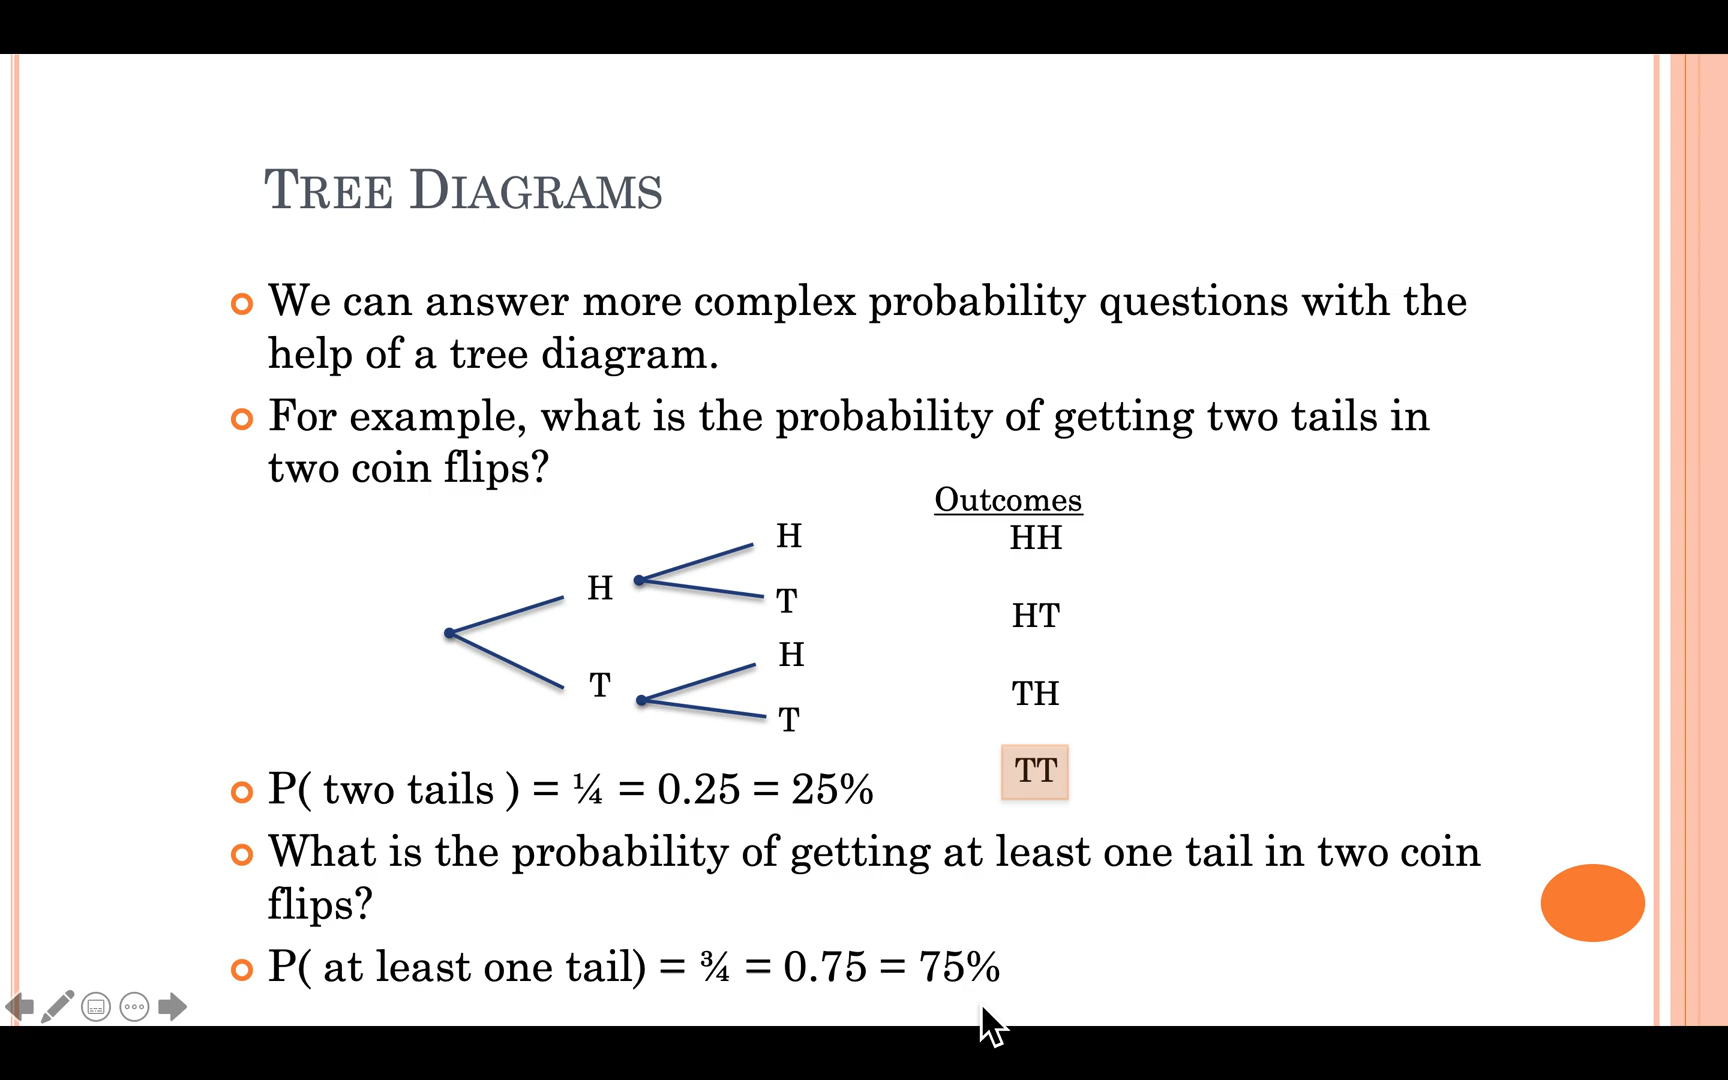 TREE DIAGRAMS
We can answer more complex probability questions with the
help of a tree diagram.
For example, what is the probability of getting two tails in
two coin flips?
Outcomes
H
HH
H
T
HT
H
T
TH
T
TT
P( two tails ) = ¼ = 0.25 = 25%
What is the probability of getting at least one tail in two coin
flips?
P( at least one tail) = ¾ = 0.75 = 75%